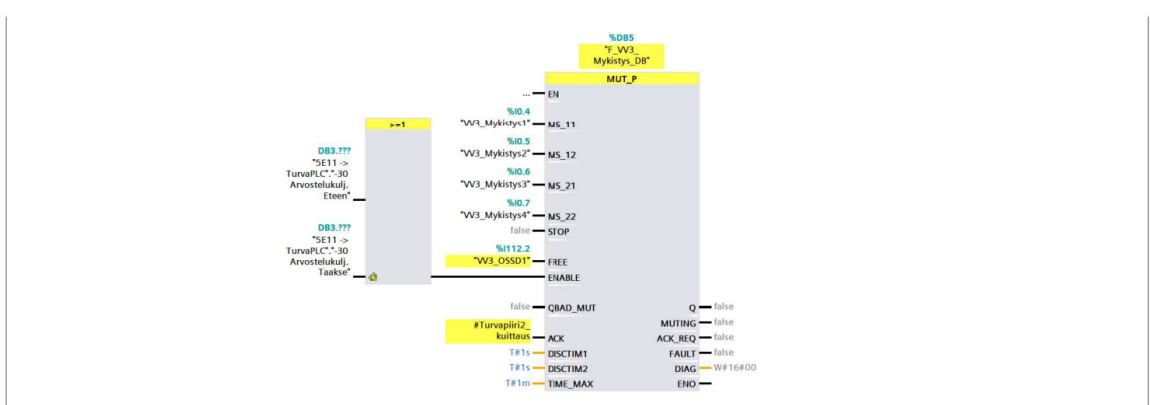 %DB5
"F_VV3_
Mykistys_DB"
MUT_P
... EN
%I0.4
"VV3_Mykistys1" MS_11
>=1
%I0.5
"VV3_Mykistys2" MS_12
DB3.???
"5E11 ->
TurvaPLC"."-30
Arvostelukulj.
Eteen"
%I0.6
"VV3_Mykistys3" MS_21
%I0.7
"VV3_Mykistys4" MS_22
false STOP
DB3.???
"5E11 ->
TurvaPLC"."-30
Arvostelukulj.
Taakse"
%I112.2
"VV3_OSSD1" FREE
ENABLE
false QBAD_MUT Q false
MUTING false
#Turvapiiri2_
kuittaus ACK ACK_REQ false
T#1s DISCTIM1 FAULT false
T#1s DISCTIM2 DIAG W#16#00
T#1m TIME_MAX ENO